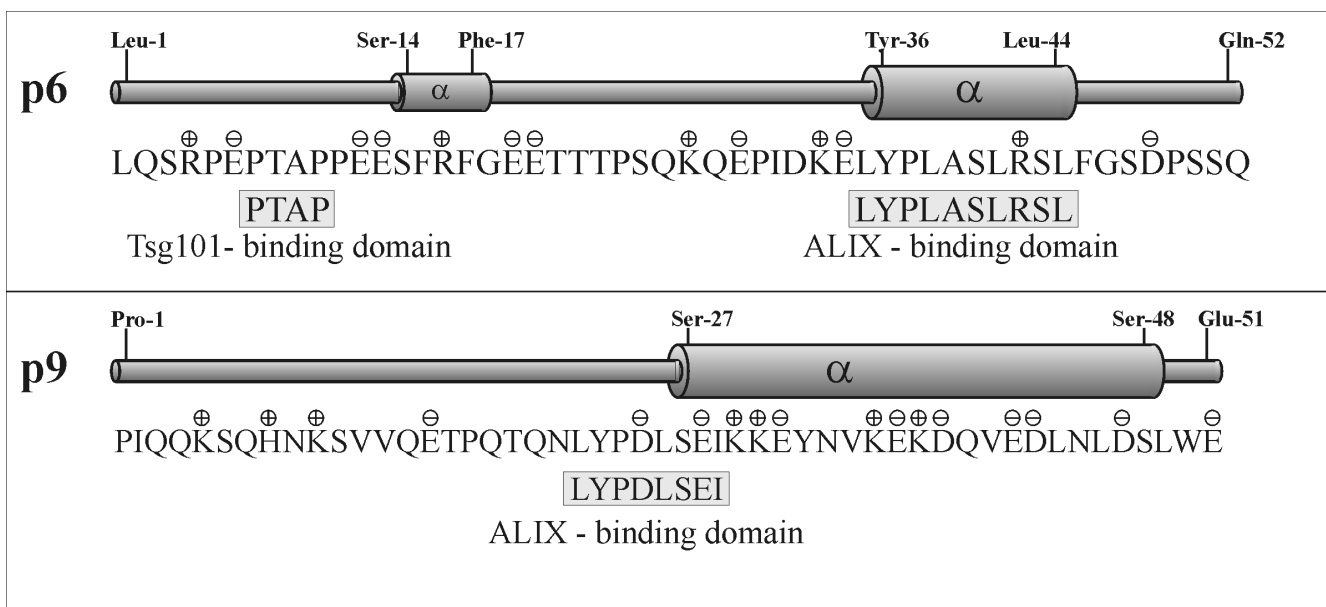 Leu-1 Ser-14 Phe-17 Tyr-36 Leu-44 Gln-52
p6 α α
⊕ ⊖ ⊖ ⊖ ⊕ ⊖ ⊖ ⊕ ⊖ ⊕ ⊖ ⊕ ⊖
LQSRPEPTAPPEESFRFGEETTTPSQKQEPIDKELYPLASLRSLFGSDPSSQ
PTAP LYPLASLRSL
Tsg101- binding domain ALIX - binding domain
Pro-1 Ser-27 Ser-48 Glu-51
p9 α
⊕ ⊕ ⊕ ⊖ ⊖ ⊖ ⊕ ⊕ ⊖ ⊕ ⊖ ⊕ ⊖ ⊖ ⊖ ⊖ ⊖
PIQQKSQHNKSVVQETPQTQNLYPDLSEIKKEYNVKEKDQVEDLNLDSLWE
LYPDLSEI
ALIX - binding domain